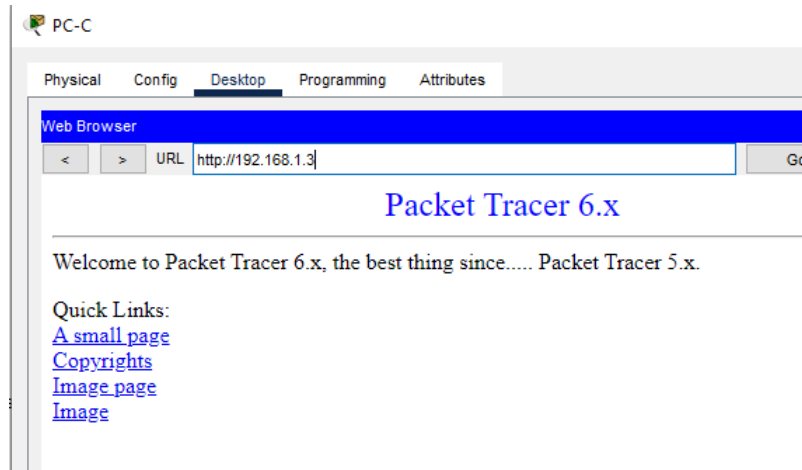 PC-C
Physical Config Desktop Programming Attributes
Web Browser
< > URL http://192.168.1.3 Go
Packet Tracer 6.x
Welcome to Packet Tracer 6.x, the best thing since..... Packet Tracer 5.x.
Quick Links:
A small page
Copyrights
Image page
Image